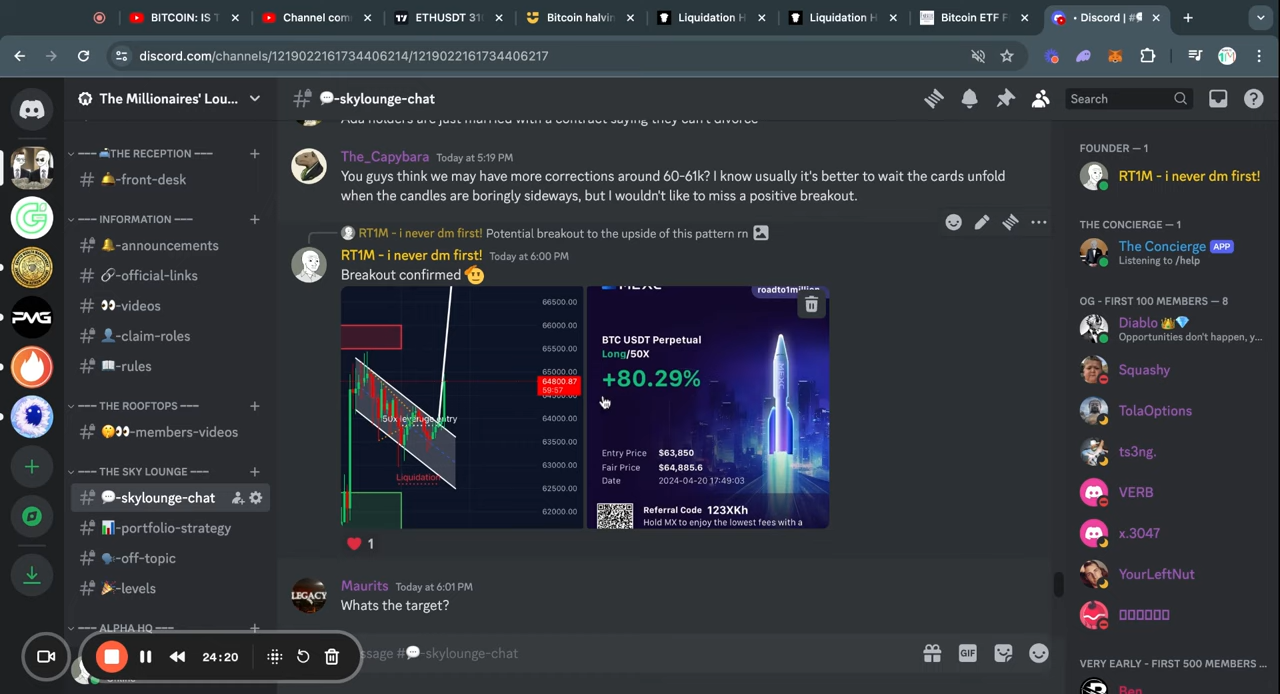 BITCOIN: IS T
Channel com
ETHUSDT 31
Bitcoin halvin
Liquidation H
Liquidation H
Bitcoin ETF F
• Discord | #
discord.com/channels/1219022161734406214/1219022161734406217
The Millionaires' Lou...
THE RECEPTION
front-desk
INFORMATION
-announcements
-official-links
-videos
-claim-roles
-rules
THE ROOFTOPS
-members-videos
THE SKY LOUNGE
-skylounge-chat
-portfolio-strategy
-off-topic
-levels
ALPHA HQ
24:20
-skylounge-chat
Search
Ada holders are just married with a contract saying they can't divorce
The_Capybara Today at 5:19 PM
You guys think we may have more corrections around 60-61k? I know usually it's better to wait the cards unfold
when the candles are boringly sideways, but I wouldn't like to miss a positive breakout.
RT1M - i never dm first! Potential breakout to the upside of this pattern rn
RT1M - i never dm first! Today at 6:00 PM
Breakout confirmed
66500.00
66000.00
65500.00
65000.00
64800.87
59:57
64000.00
63500.00
63000.00
62500.00
62000.00
50x leverage entry
Liquidation
MEXC
roadto1million
BTC USDT Perpetual
Long/50X
+80.29%
Entry Price $63,850
Fair Price $64,885.6
Date 2024-04-20 17:49:03
Referral Code 123XKh
Hold MX to enjoy the lowest fees with a
MEXC
1
LEGACY
Maurits Today at 6:01 PM
Whats the target?
ssage #-skylounge-chat
GIF
FOUNDER — 1
RT1M - i never dm first!
THE CONCIERGE — 1
The Concierge APP
Listening to /help
OG - FIRST 100 MEMBERS — 8
Diablo
Opportunities don't happen, y...
Squashy
TolaOptions
ts3ng.
VERB
x.3047
YourLeftNut
VERY EARLY - FIRST 500 MEMBERS ...
Ben
PMG